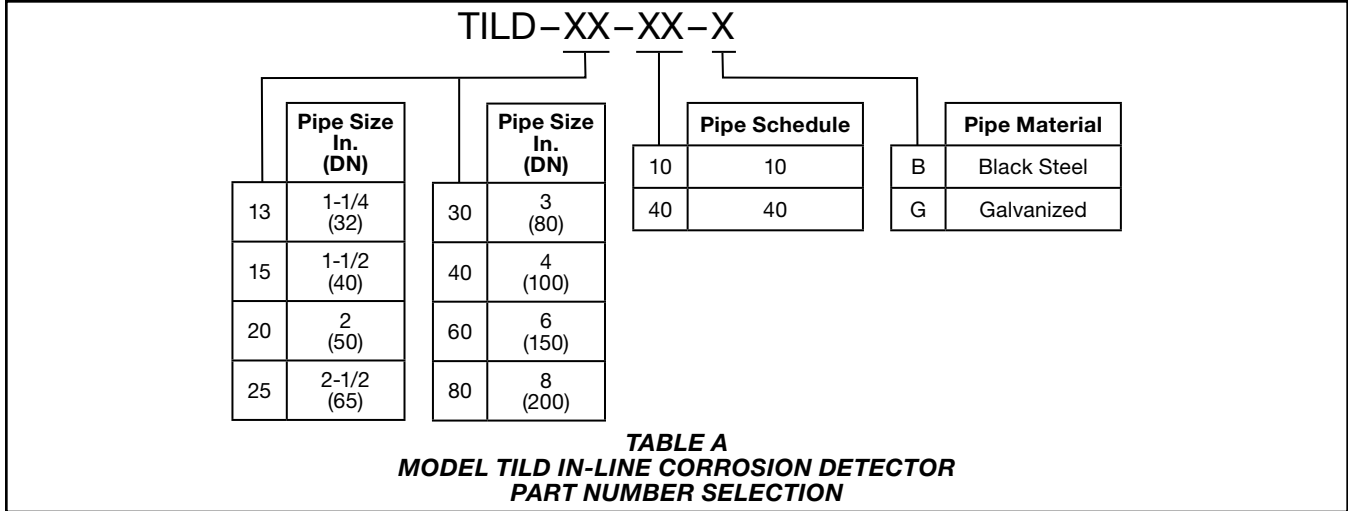 TILD–XX–XX–X
Pipe Size
In.
(DN)
13
1-1/4
(32)
15
1-1/2
(40)
20
2
(50)
25
2-1/2
(65)
Pipe Size
In.
(DN)
30
3
(80)
40
4
(100)
60
6
(150)
80
8
(200)
Pipe Schedule
10 10
40 40
Pipe Material
B Black Steel
G Galvanized
TABLE A
MODEL TILD IN-LINE CORROSION DETECTOR
PART NUMBER SELECTION